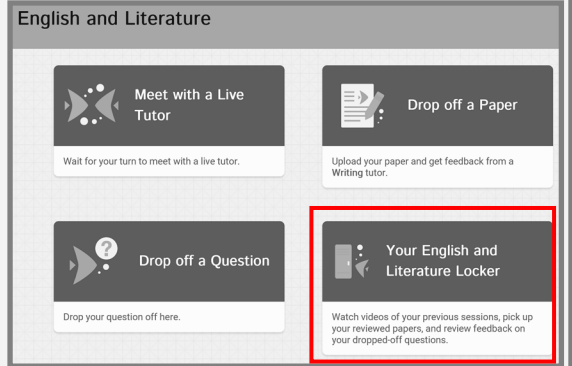 English and Literature
Meet with a Live
Tutor
Wait for your turn to meet with a live tutor.
Drop off a Paper
Upload your paper and get feedback from a
Writing tutor.
?
Drop off a Question
Drop your question off here.
Your English and
Literature Locker
Watch videos of your previous sessions, pick up
your reviewed papers, and review feedback on
your dropped-off questions.